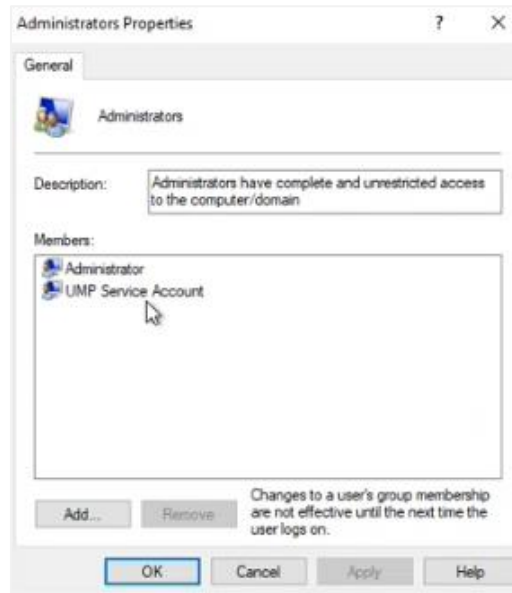 Administrators Properties
? ×
General
Administrators
Description:
Administrators have complete and unrestricted access
to the computer/domain
Members:
Administrator
UMP Service Account
Add...
Remove
Changes to a user's group membership
are not effective until the next time the
user logs on.
OK
Cancel
Apply
Help